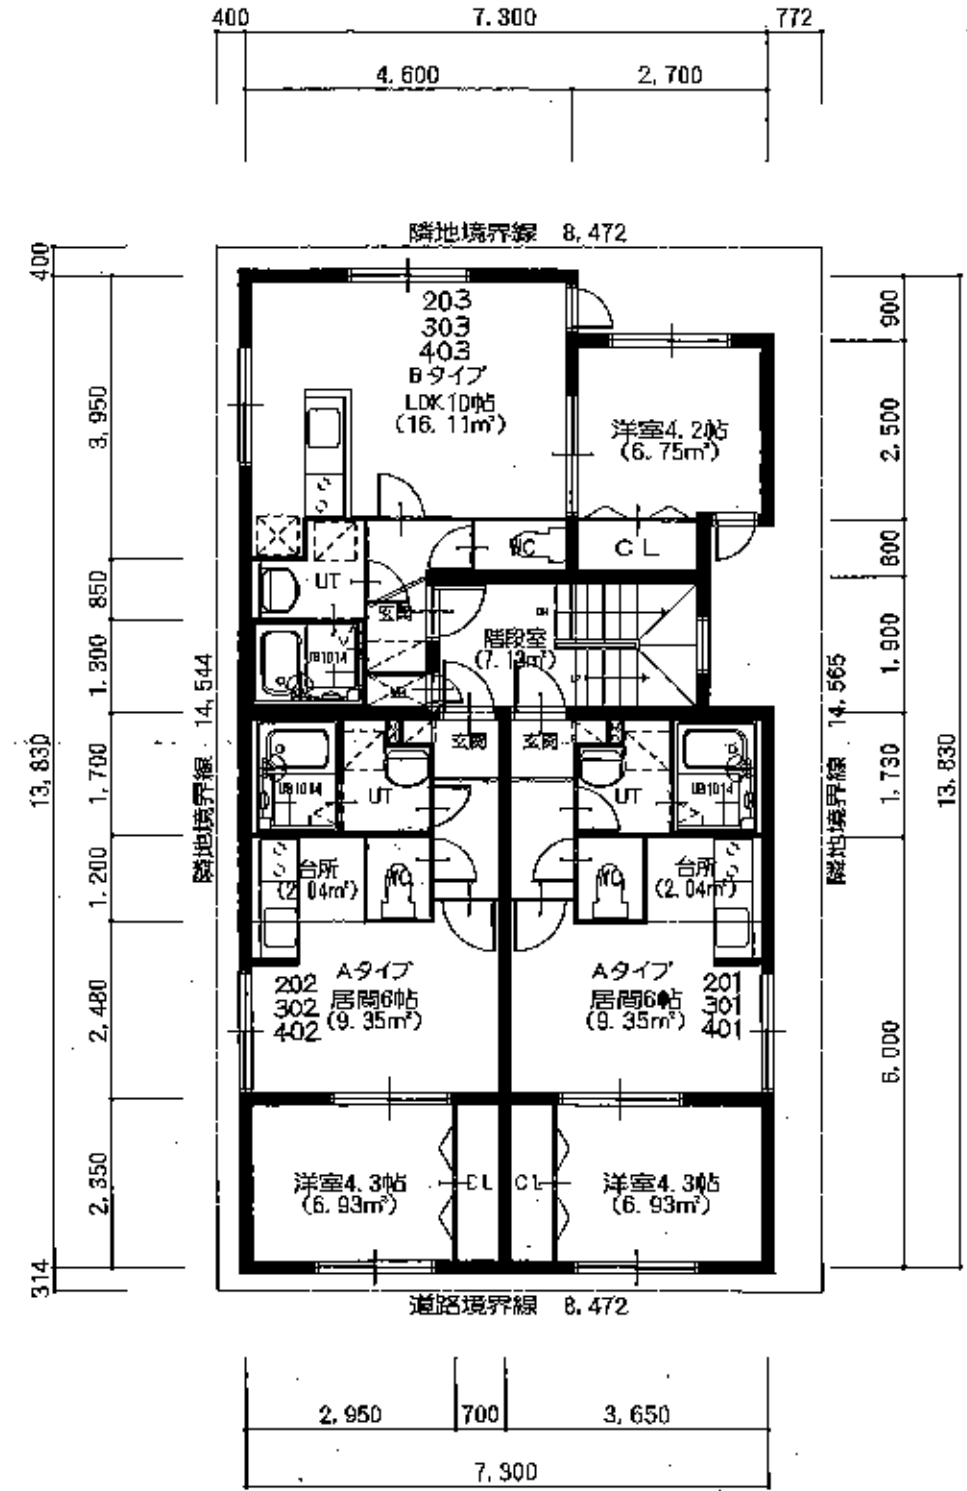 400 7.300 772
4.600 2,700
隣地境界線 8,472
400
900
203
303
403
Bタイプ
LDK10帖
(16.11㎡)
洋室4.2帖
(6.75㎡)
3,950
2,500
WC
CL
UT
800
850
玄関
階段室
UB1014
1,300
1,900
隣地境界線 14,544
隣地境界線 14,565
13,830
13,830
玄関 玄関
1,700
1,730
UB1014
UT
UT
UB1014
台所
WC
WC
台所
(2.04㎡)
1,200
Aタイプ
Aタイプ
202
302
402
居間6帖
(9.35㎡)
居間6帖
(9.35㎡)
201
301
401
2,480
6,000
2,350
洋室4.3帖
(6.93㎡)
CL
CL
洋室4.3帖
(6.93㎡)
314
道路境界線 8,472
2,950 700 3,650
7,300